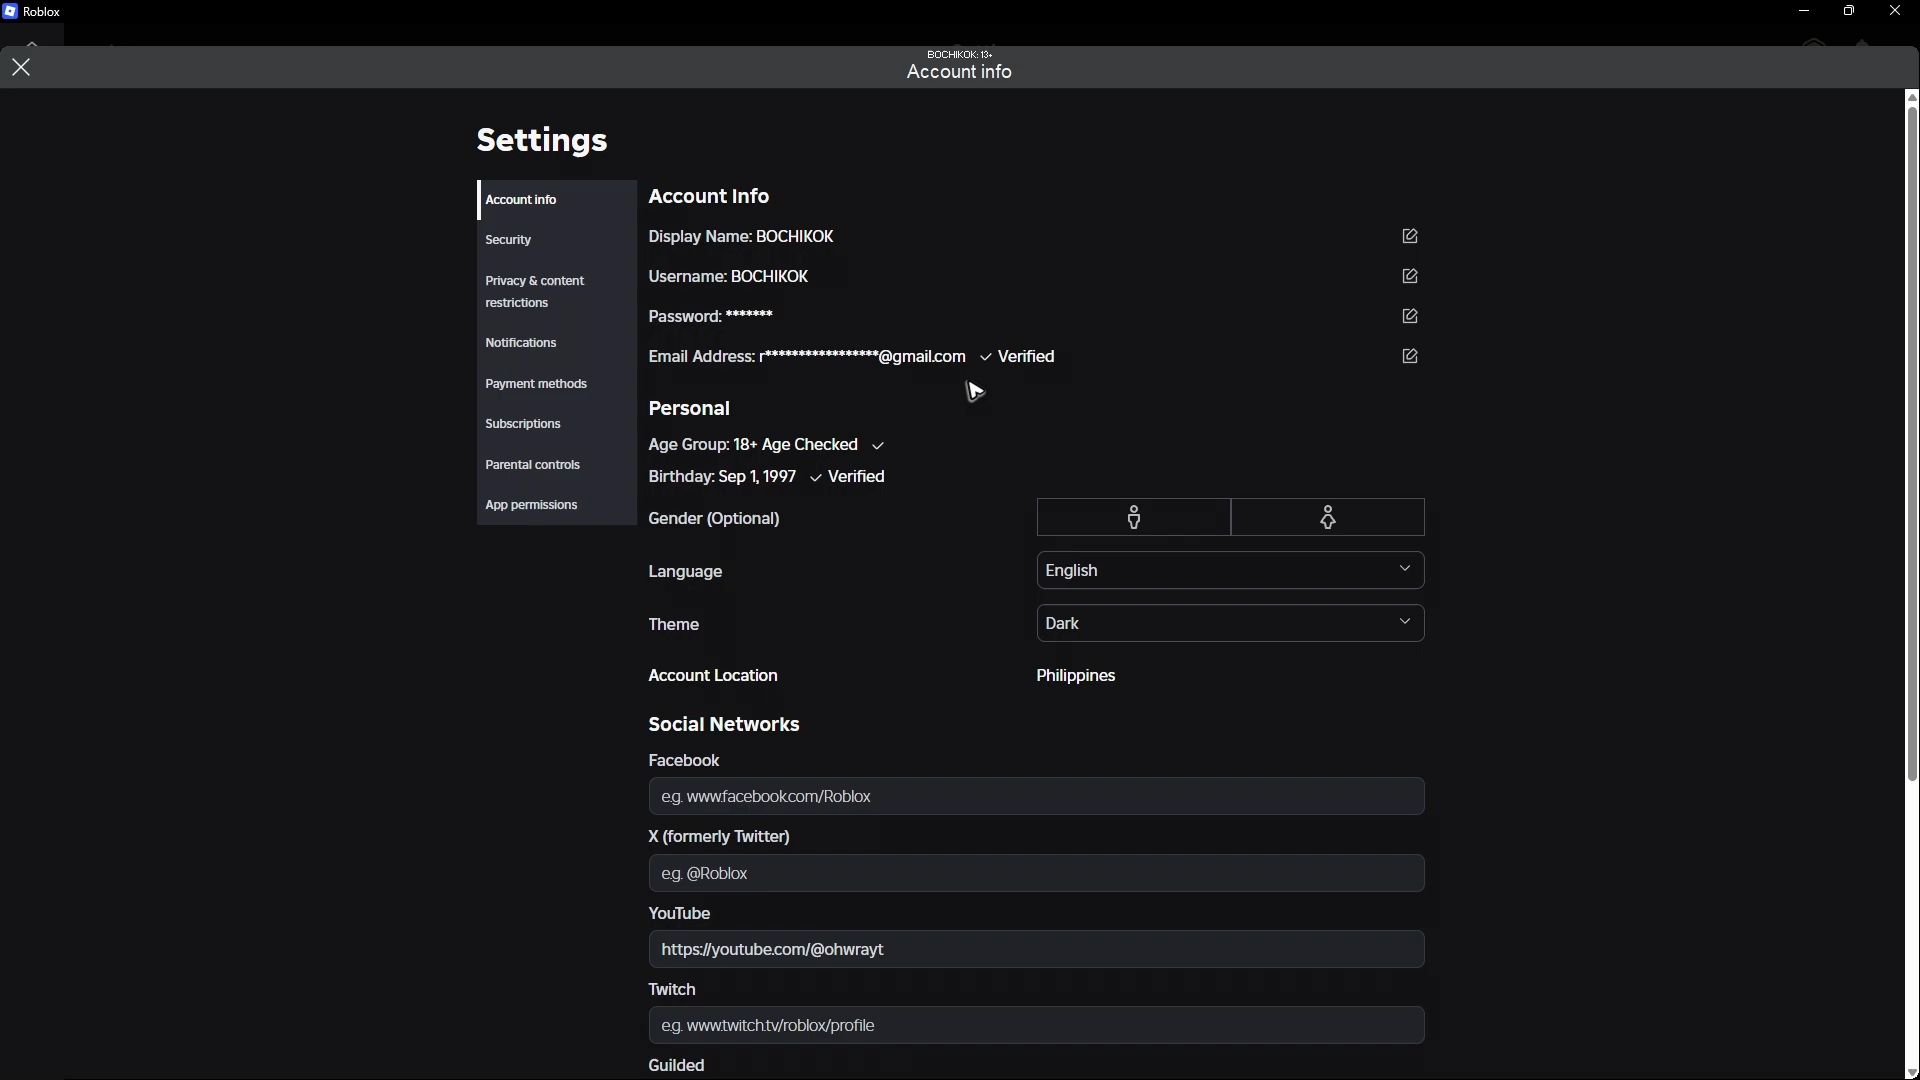 Roblox
BOCHIKOK: 13+
Account info
Settings
Account info
Security
Privacy & content
restrictions
Notifications
Payment methods
Subscriptions
Parental controls
App permissions
Account Info
Display Name: BOCHIKOK
Username: BOCHIKOK
Password: *******
Email Address: r*****************@gmail.com ✓ Verified
Personal
Age Group: 18+ Age Checked ✓
Birthday: Sep 1, 1997 ✓ Verified
Gender (Optional)
Language English
Theme Dark
Account Location Philippines
Social Networks
Facebook
e.g. www.facebook.com/Roblox
X (formerly Twitter)
e.g. @Roblox
YouTube
https://youtube.com/@ohwrayt
Twitch
e.g. www.twitch.tv/roblox/profile
Guilded